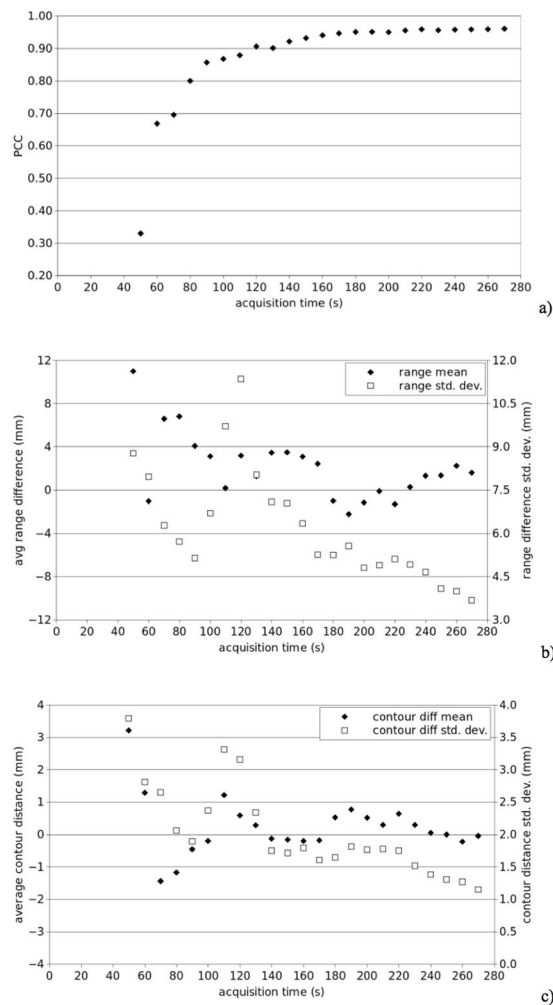 1.00
0.90
0.80
0.70
0.60
0.50
0.40
0.30
0.20
PCC
0 20 40 60 80 100 120 140 160 180 200 220 240 260 280
acquisition time (s)
a)
12
8
4
0
−4
−8
−12
avg range difference (mm)
range mean
range std. dev.
12.0
10.5
9.0
7.5
6.0
4.5
3.0
range difference std. dev. (mm)
0 20 40 60 80 100 120 140 160 180 200 220 240 260 280
acquisition time (s)
b)
4
3
2
1
0
−1
−2
−3
−4
average contour distance (mm)
contour diff mean
contour diff std. dev.
4.0
3.5
3.0
2.5
2.0
1.5
1.0
0.5
0.0
contour distance std. dev. (mm)
0 20 40 60 80 100 120 140 160 180 200 220 240 260 280
acquisition time (s)
c)